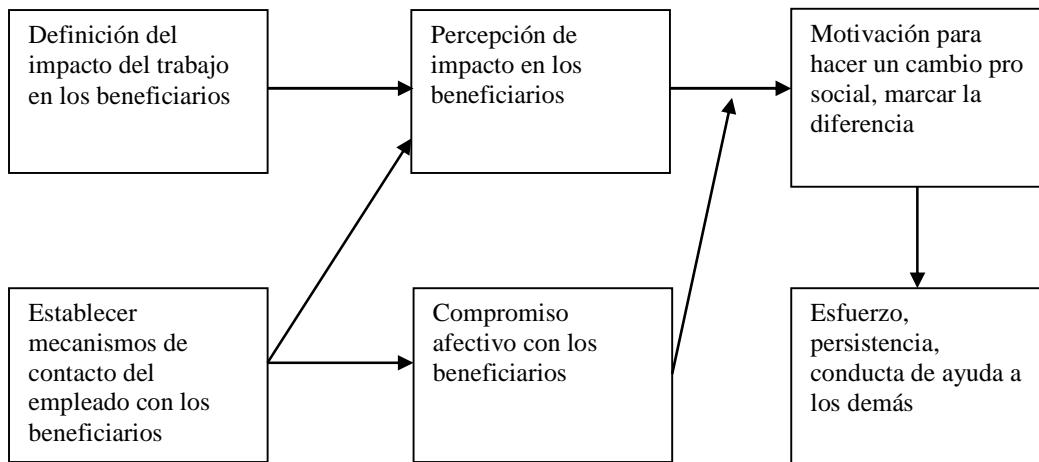 Definición del
impacto del trabajo
en los beneficiarios
Percepción de
impacto en los
beneficiarios
Motivación para
hacer un cambio pro
social, marcar la
diferencia
Establecer
mecanismos de
contacto del
empleado con los
beneficiarios
Compromiso
afectivo con los
beneficiarios
Esfuerzo,
persistencia,
conducta de ayuda a
los demás